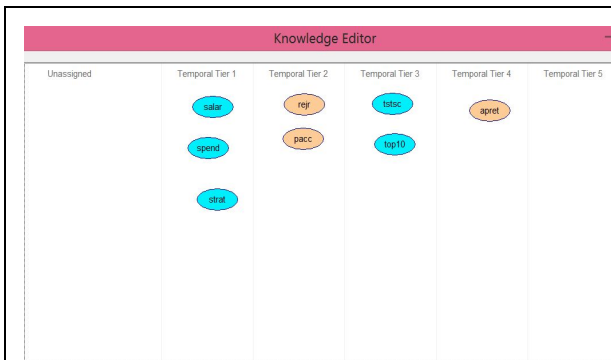 Knowledge Editor
Unassigned Temporal Tier 1 Temporal Tier 2 Temporal Tier 3 Temporal Tier 4 Temporal Tier 5
salar rejr tstsc apret
spend pacc top10
strat